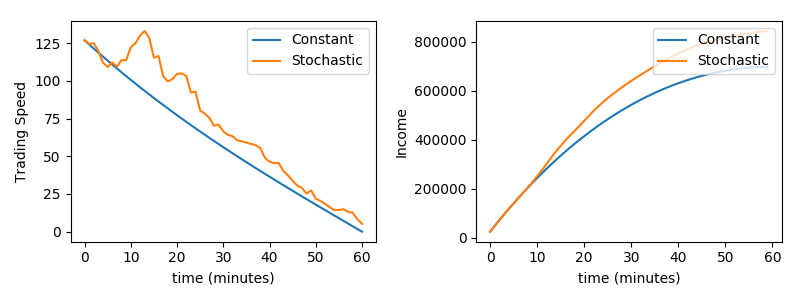 Trading Speed
125
100
75
50
25
0
0 10 20 30 40 50 60
time (minutes)
Constant
Stochastic
Income
800000
600000
400000
200000
0
0 10 20 30 40 50 60
time (minutes)
Constant
Stochastic